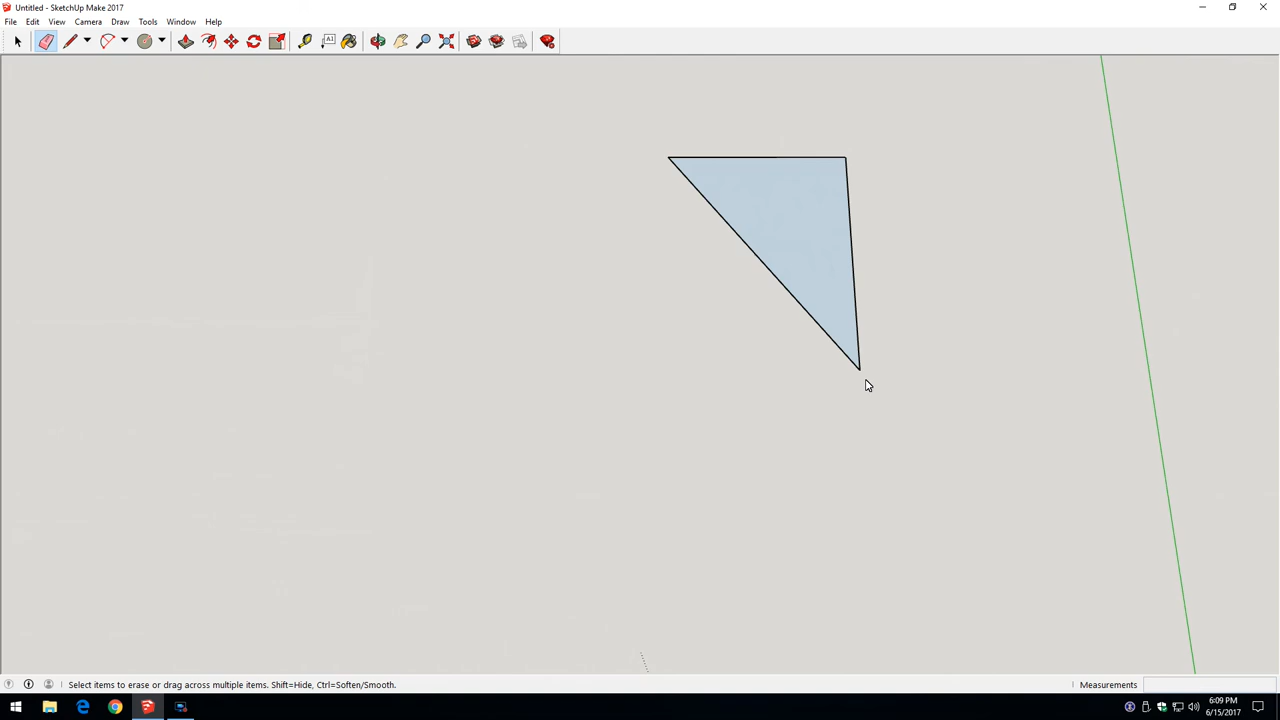 Untitled - SketchUp Make 2017
File Edit View Camera Draw Tools Window Help
A1
Select items to erase or drag across multiple items. Shift=Hide, Ctrl=Soften/Smooth.
Measurements
6:09 PM
6/15/2017